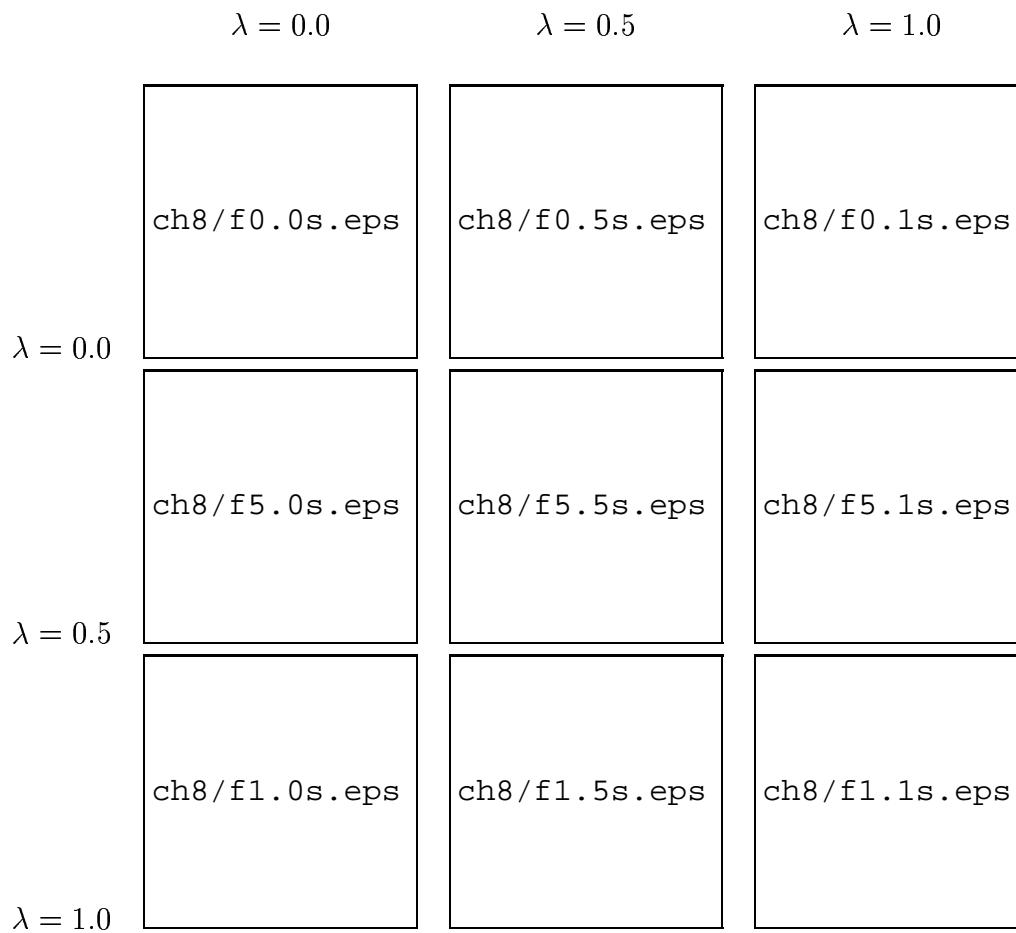 λ = 0.0 λ = 0.5 λ = 1.0
ch8/f0.0s.eps ch8/f0.5s.eps ch8/f0.1s.eps
λ = 0.0
ch8/f5.0s.eps ch8/f5.5s.eps ch8/f5.1s.eps
λ = 0.5
ch8/f1.0s.eps ch8/f1.5s.eps ch8/f1.1s.eps
λ = 1.0